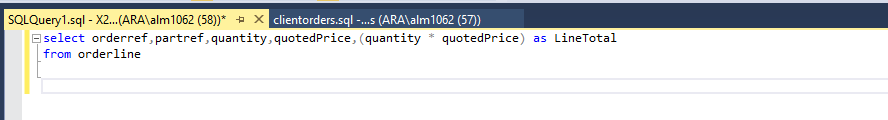 SQLQuery1.sql - X2...(ARA\alm1062 (58))* clientorders.sql -...s (ARA\alm1062 (57))
select orderref,partref,quantity,quotedPrice,(quantity * quotedPrice) as LineTotal
from orderline